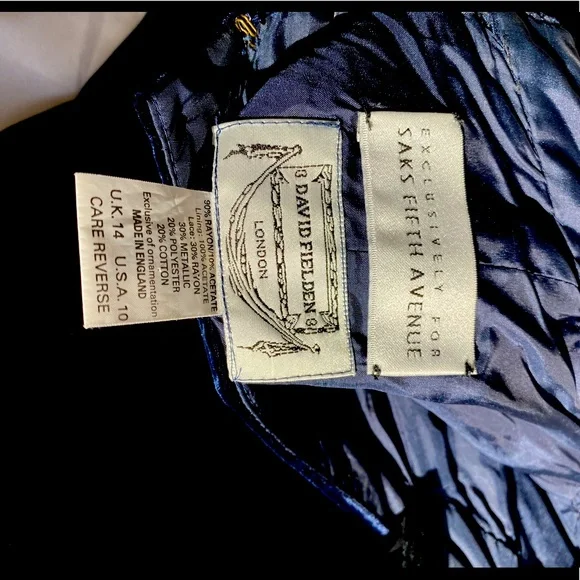 EXCLUSIVELY FOR
SAKS FIFTH AVENUE
DAVID FIELDEN
LONDON
90% RAYON/10% ACETATE
Lining: 100% ACETATE
Lace: 30% RAYON
30% METALLIC
20% POLYESTER
20% COTTON
Exclusive of ornamentation
MADE IN ENGLAND
U.K. 14 U.S.A. 10
CARE REVERSE